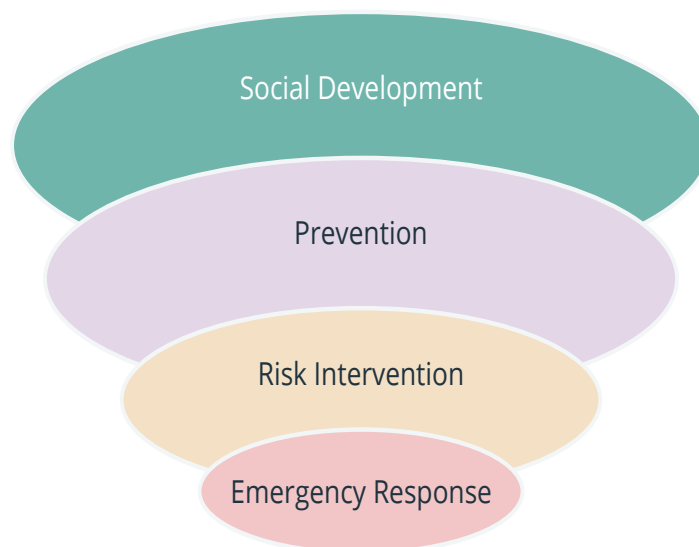 Social Development
Prevention
Risk Intervention
Emergency Response